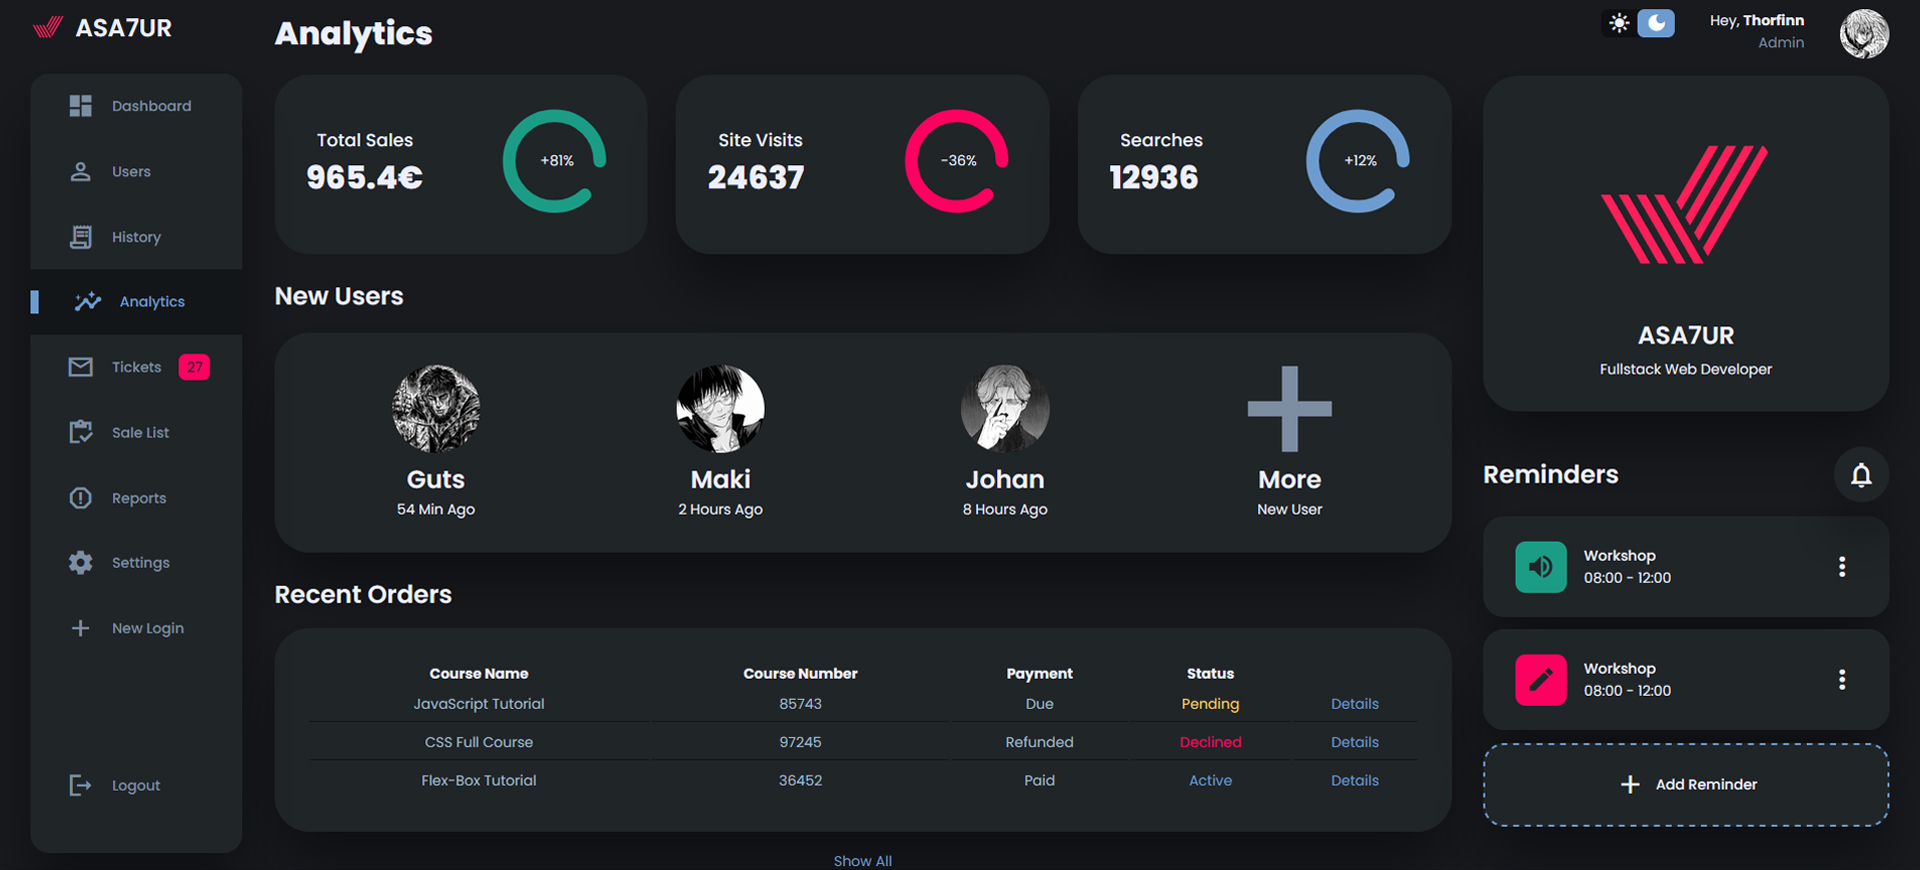 ASA7UR
Dashboard
Users
History
Analytics
Tickets 27
Sale List
Reports
Settings
New Login
Logout
Analytics
Total Sales
965.4€
+81%
Site Visits
24637
-36%
Searches
12936
+12%
New Users
Guts
54 Min Ago
Maki
2 Hours Ago
Johan
8 Hours Ago
More
New User
Recent Orders
Course Name Course Number Payment Status
JavaScript Tutorial 85743 Due Pending Details
CSS Full Course 97245 Refunded Declined Details
Flex-Box Tutorial 36452 Paid Active Details
Show All
Hey, Thorfinn
Admin
ASA7UR
Fullstack Web Developer
Reminders
Workshop
08:00 - 12:00
Workshop
08:00 - 12:00
Add Reminder